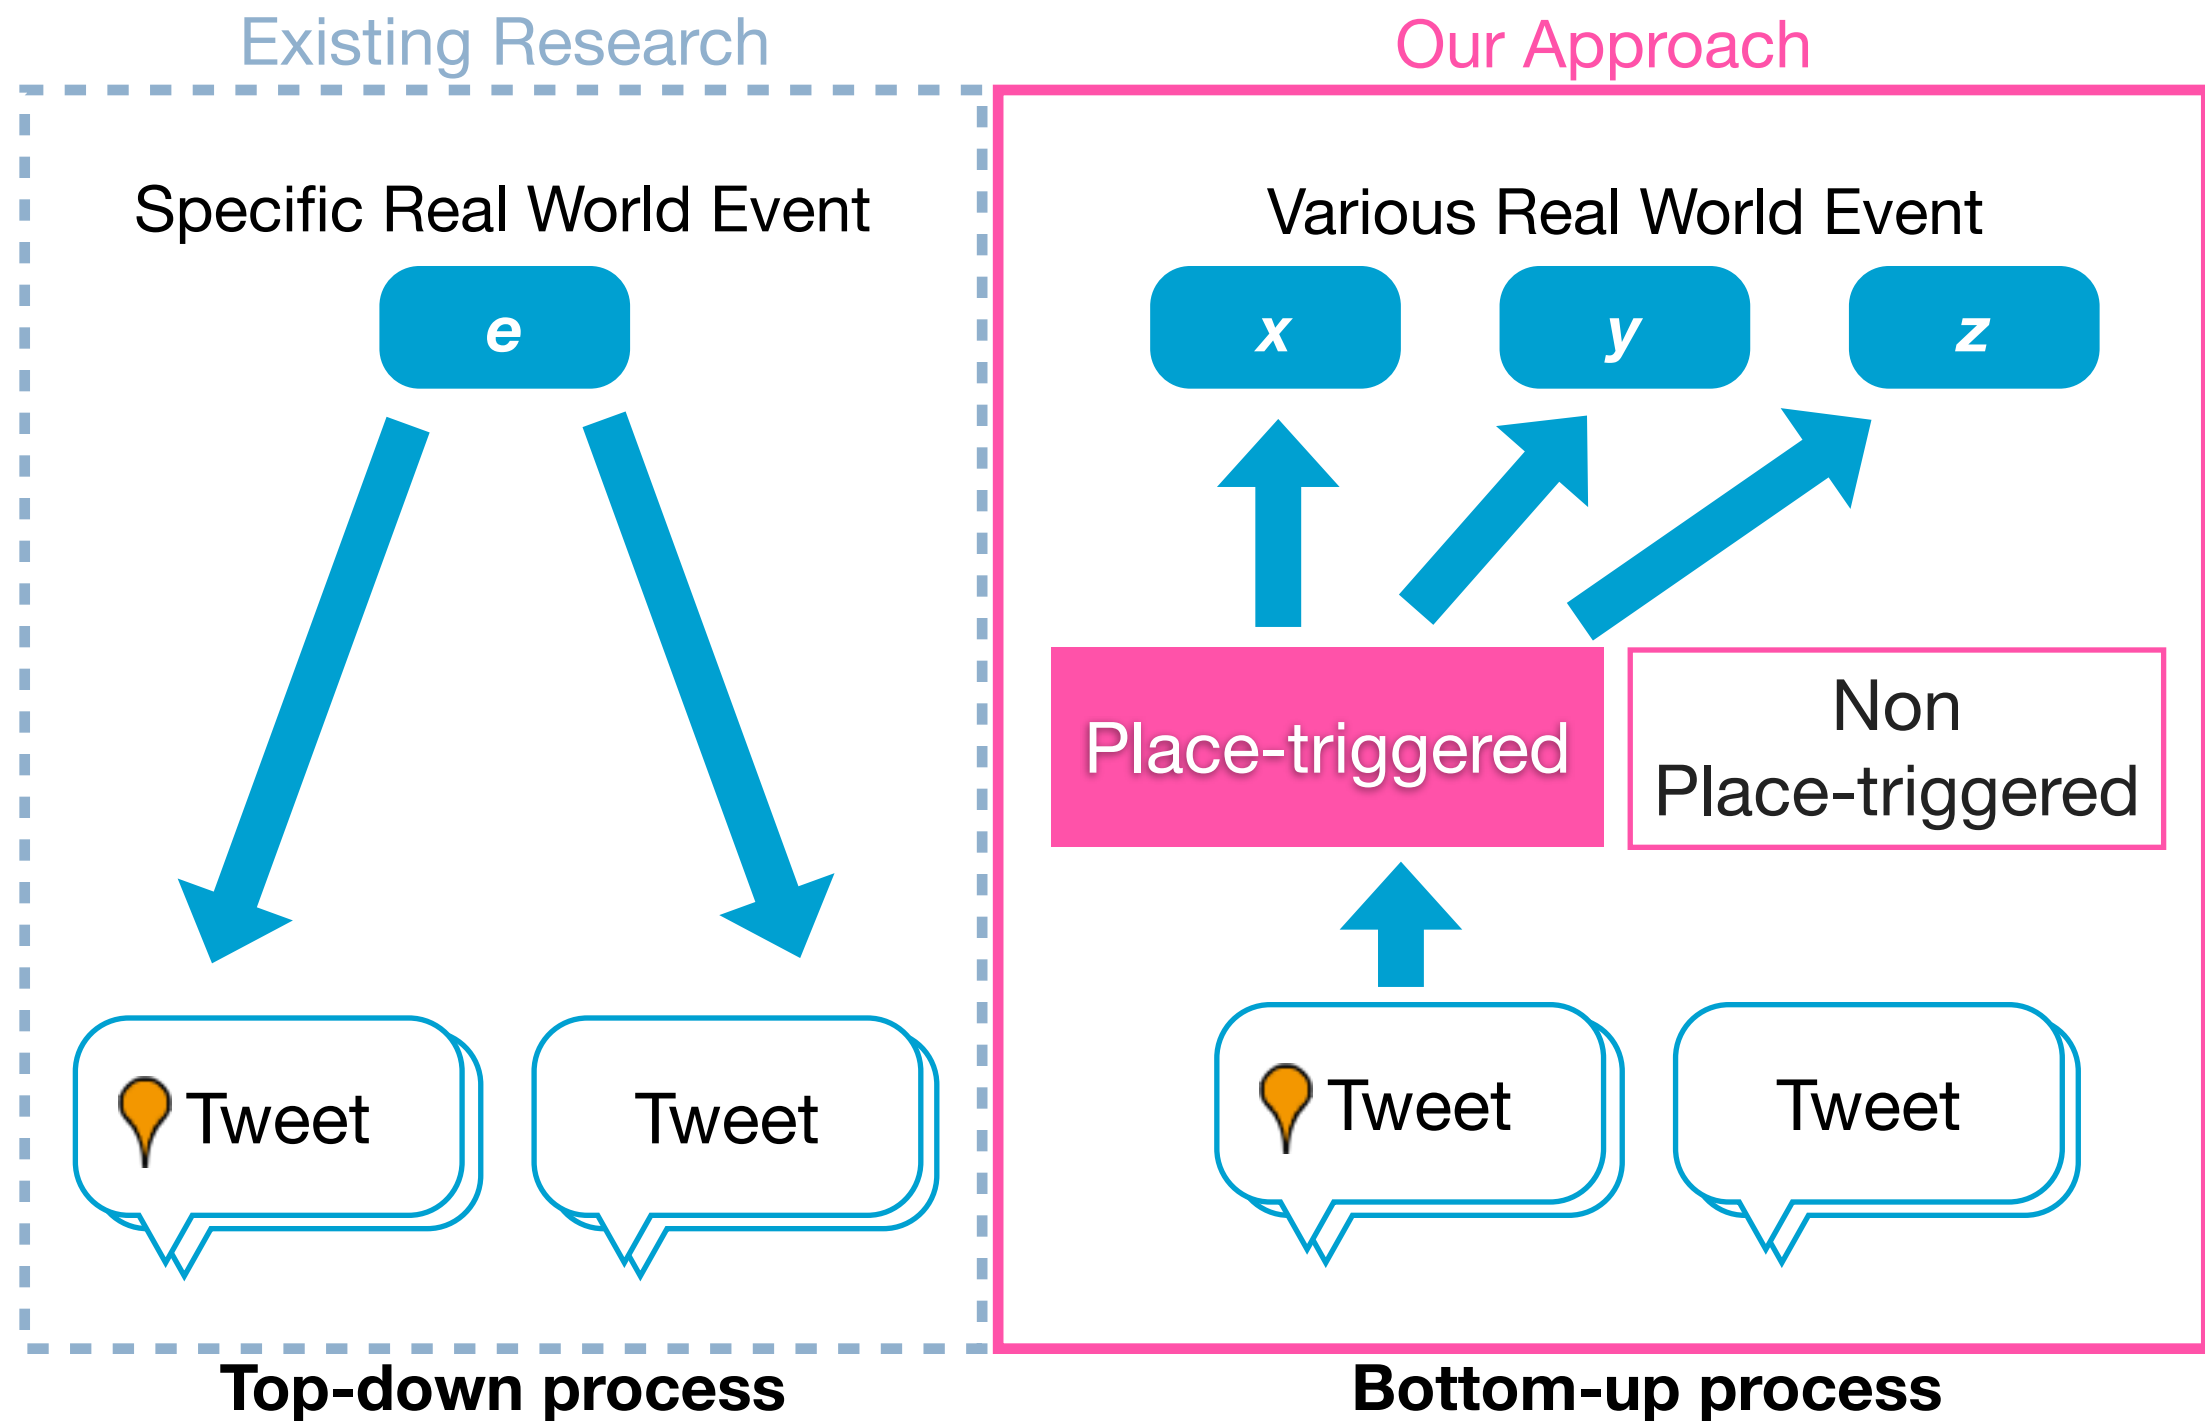 Existing Research
Specific Real World Event
e
Tweet
Tweet
Top-down process
Our Approach
Various Real World Event
x
y
z
Place-triggered
Non
Place-triggered
Tweet
Tweet
Bottom-up process